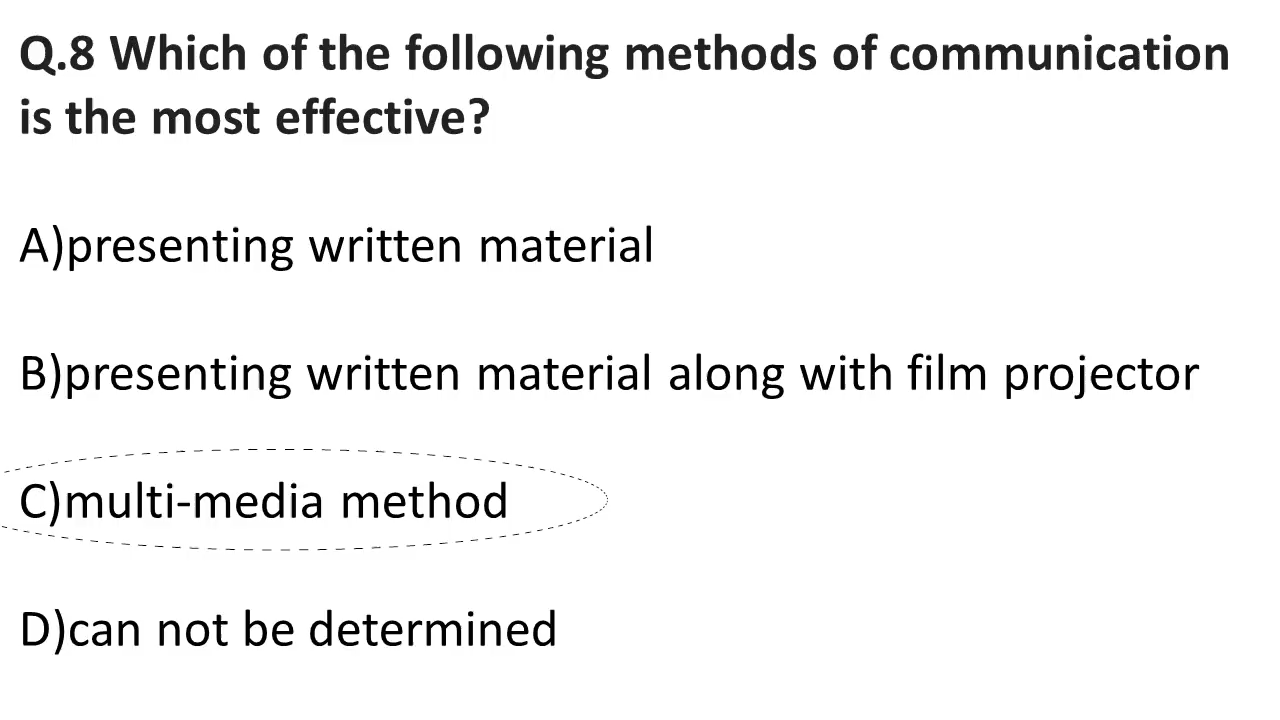 Q.8 Which of the following methods of communication
is the most effective?
A)presenting written material
B)presenting written material along with film projector
C)multi-media method
D)can not be determined